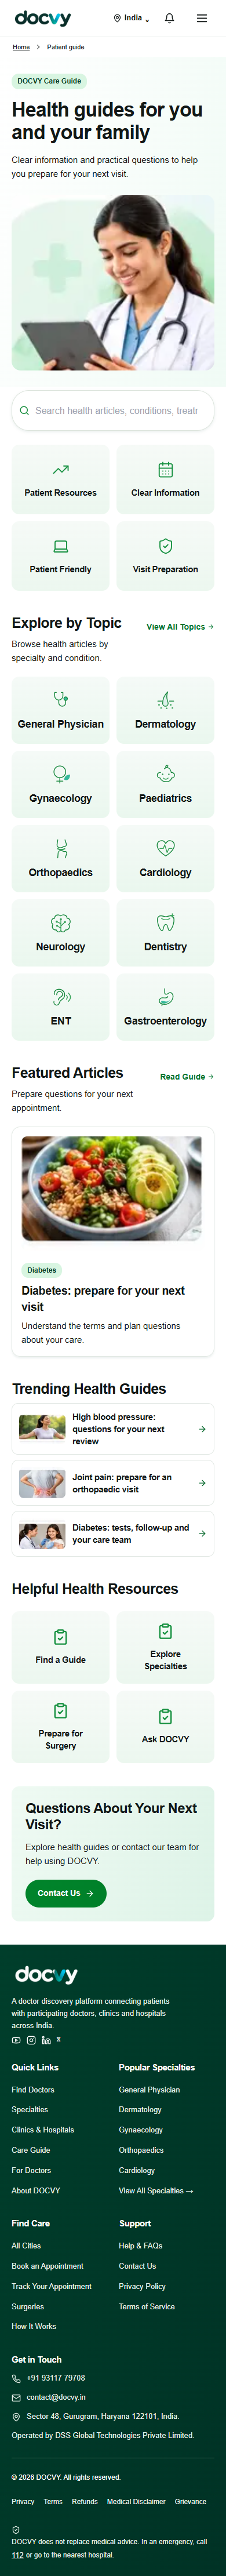 docvy
India
Home > Patient guide
DOCVY Care Guide
Health guides for you
and your family
Clear information and practical questions to help
you prepare for your next visit.
Search health articles, conditions, treatr
Patient Resources
Clear Information
Patient Friendly
Visit Preparation
Explore by Topic
View All Topics →
Browse health articles by
specialty and condition.
General Physician
Dermatology
Gynaecology
Paediatrics
Orthopaedics
Cardiology
Neurology
Dentistry
ENT
Gastroenterology
Featured Articles
Read Guide →
Prepare questions for your next
appointment.
Diabetes
Diabetes: prepare for your next
visit
Understand the terms and plan questions
about your care.
Trending Health Guides
High blood pressure:
questions for your next
review
Joint pain: prepare for an
orthopaedic visit
Diabetes: tests, follow-up and
your care team
Helpful Health Resources
Find a Guide
Explore
Specialties
Prepare for
Surgery
Ask DOCVY
Questions About Your Next
Visit?
Explore health guides or contact our team for
help using DOCVY.
Contact Us →
docvy
A doctor discovery platform connecting patients
with participating doctors, clinics and hospitals
across India.
X
Quick Links
Find Doctors
Specialties
Clinics & Hospitals
Care Guide
For Doctors
About DOCVY
Popular Specialties
General Physician
Dermatology
Gynaecology
Orthopaedics
Cardiology
View All Specialties →
Find Care
All Cities
Book an Appointment
Track Your Appointment
Surgeries
How It Works
Support
Help & FAQs
Contact Us
Privacy Policy
Terms of Service
Get in Touch
+91 93117 79708
contact@docvy.in
Sector 48, Gurugram, Haryana 122101, India.
Operated by DSS Global Technologies Private Limited.
© 2026 DOCVY. All rights reserved.
Privacy Terms Refunds Medical Disclaimer Grievance
DOCVY does not replace medical advice. In an emergency, call
112 or go to the nearest hospital.